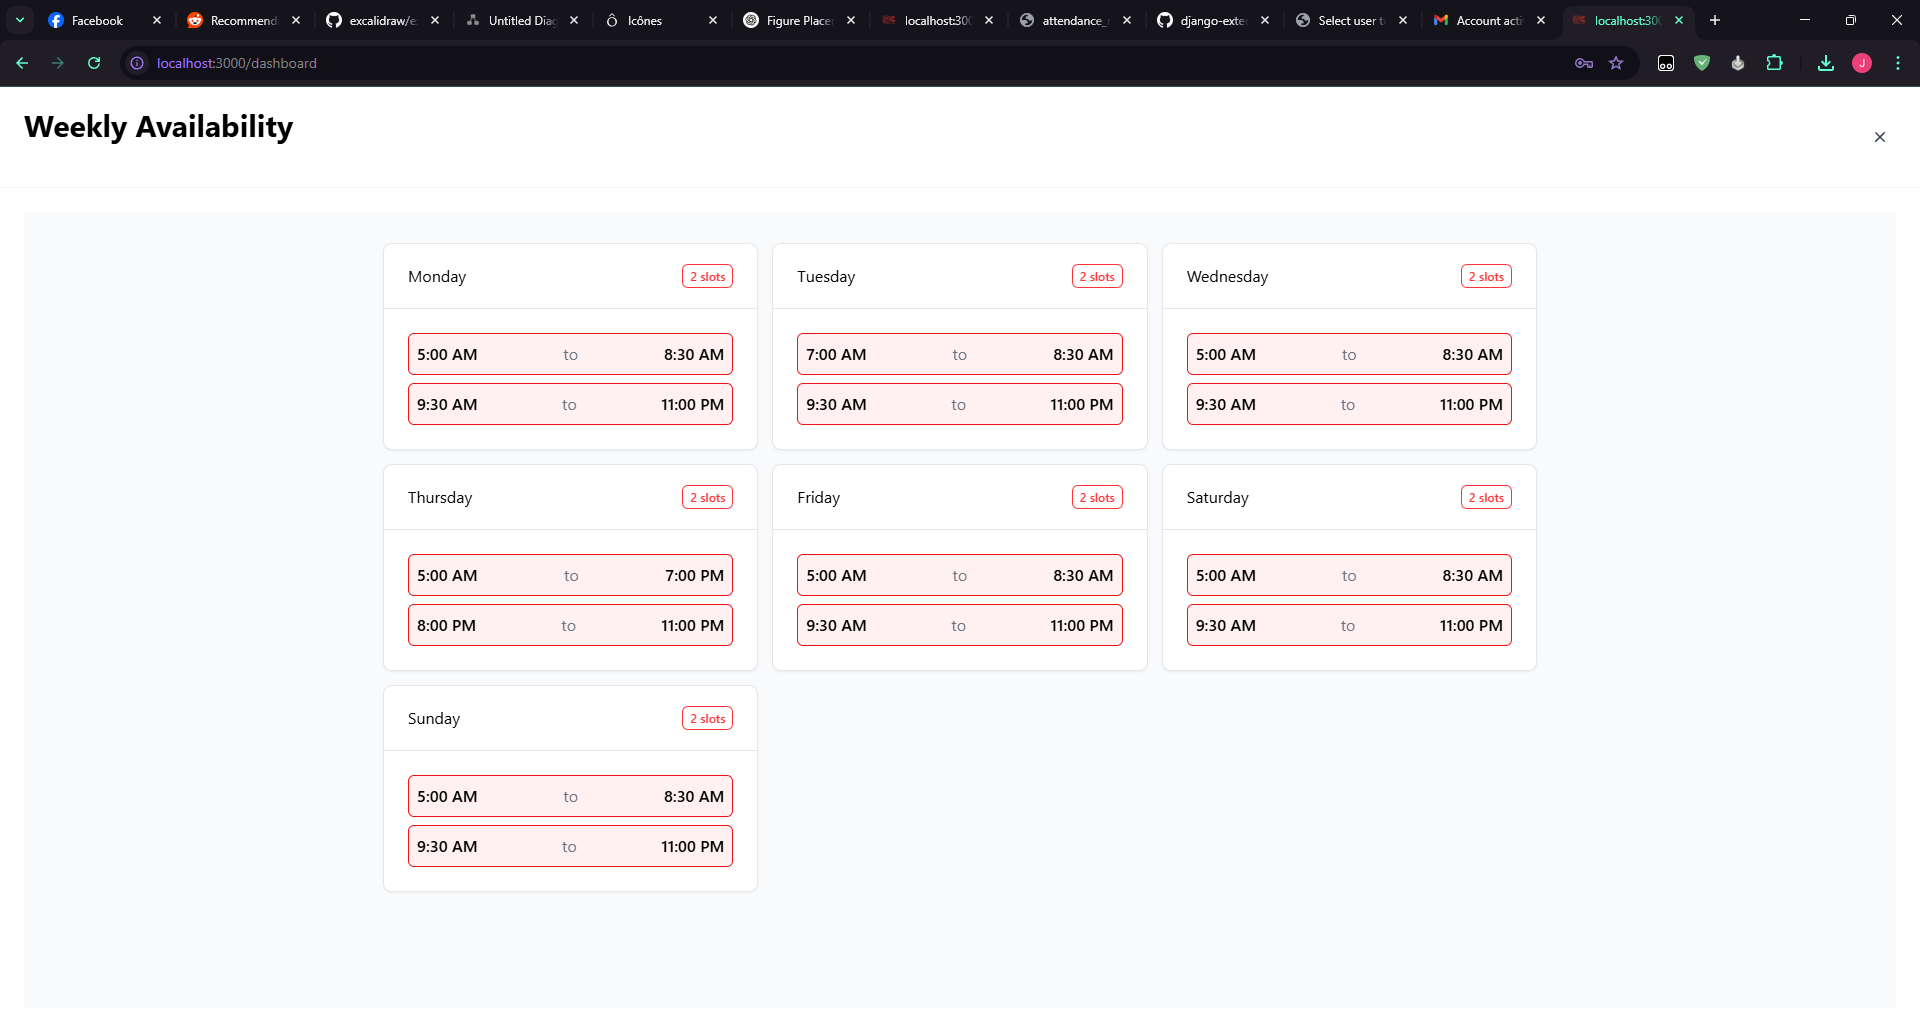 Facebook
Recommend
excalidraw/e
Untitled Dia
Icônes
Figure Placer
localhost:300
attendance_
django-exte
Select user t
Account acti
localhost:300
localhost:3000/dashboard
J
Weekly Availability
Monday 2 slots
5:00 AM to 8:30 AM
9:30 AM to 11:00 PM
Tuesday 2 slots
7:00 AM to 8:30 AM
9:30 AM to 11:00 PM
Wednesday 2 slots
5:00 AM to 8:30 AM
9:30 AM to 11:00 PM
Thursday 2 slots
5:00 AM to 7:00 PM
8:00 PM to 11:00 PM
Friday 2 slots
5:00 AM to 8:30 AM
9:30 AM to 11:00 PM
Saturday 2 slots
5:00 AM to 8:30 AM
9:30 AM to 11:00 PM
Sunday 2 slots
5:00 AM to 8:30 AM
9:30 AM to 11:00 PM